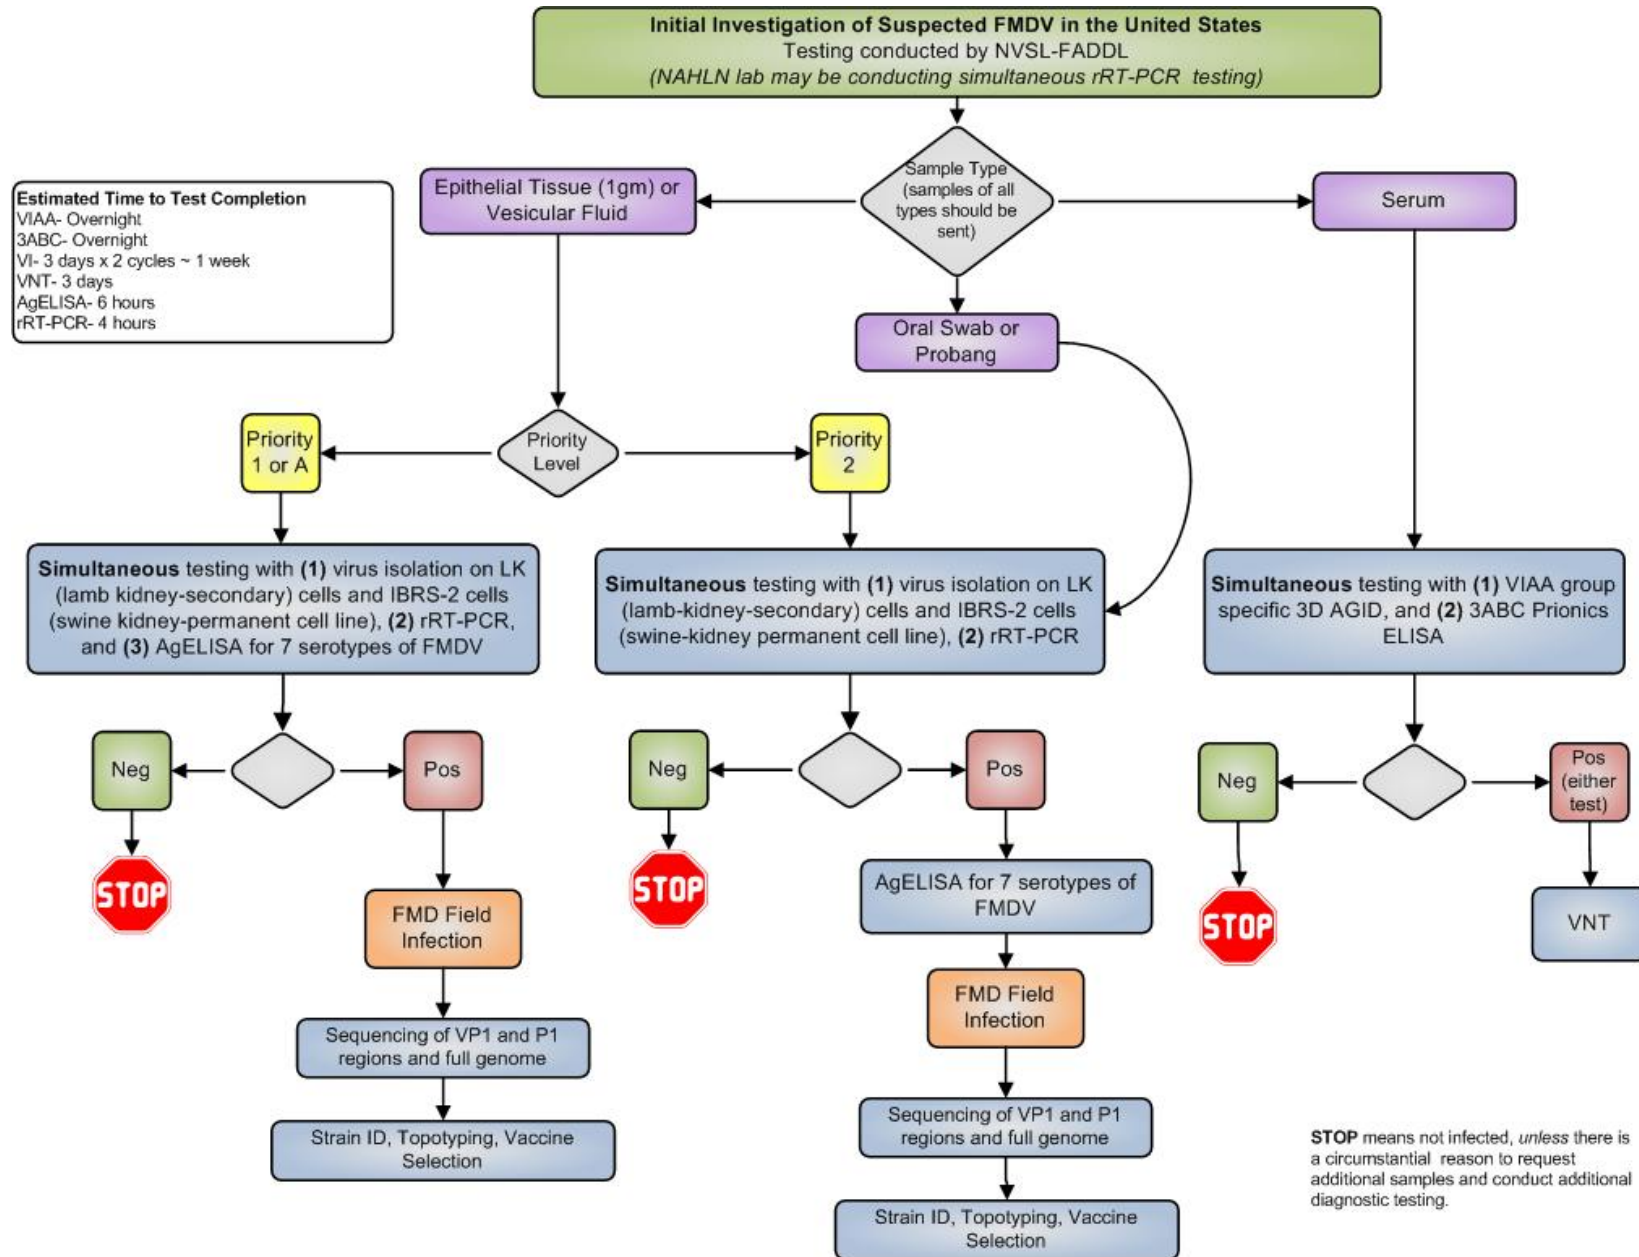 Initial Investigation of Suspected FMDV in the United States
Testing conducted by NVSL-FADDL
(NAHLN lab may be conducting simultaneous rRT-PCR testing)
Sample Type
(samples of all
types should be
sent)
Epithelial Tissue (1gm) or
Vesicular Fluid
Serum
Estimated Time to Test Completion
VIAA- Overnight
3ABC- Overnight
VI- 3 days x 2 cycles ~ 1 week
VNT- 3 days
AgELISA- 6 hours
rRT-PCR- 4 hours
Oral Swab or
Probang
Priority
1 or A
Priority
Level
Priority
2
Simultaneous testing with (1) virus isolation on LK
(lamb kidney-secondary) cells and IBRS-2 cells
(swine kidney-permanent cell line), (2) rRT-PCR,
and (3) AgELISA for 7 serotypes of FMDV
Simultaneous testing with (1) virus isolation on LK
(lamb-kidney-secondary) cells and IBRS-2 cells
(swine-kidney permanent cell line), (2) rRT-PCR
Simultaneous testing with (1) VIAA group
specific 3D AGID, and (2) 3ABC Prionics
ELISA
Neg
Pos
Neg
Pos
Neg
Pos
(either
test)
STOP
STOP
STOP
FMD Field
Infection
AgELISA for 7 serotypes of
FMDV
VNT
FMD Field
Infection
Sequencing of VP1 and P1
regions and full genome
Sequencing of VP1 and P1
regions and full genome
Strain ID, Topotyping, Vaccine
Selection
Strain ID, Topotyping, Vaccine
Selection
STOP means not infected, unless there is
a circumstantial reason to request
additional samples and conduct additional
diagnostic testing.